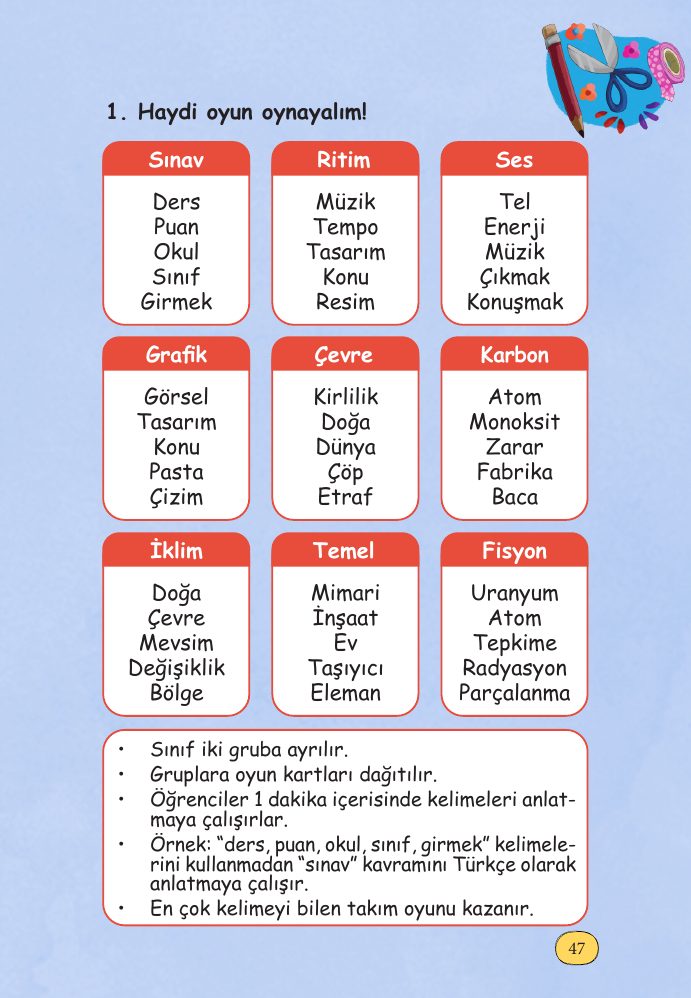 1. Haydi oyun oynayalım!
Sınav
Ders
Puan
Okul
Sınıf
Girmek
Ritim
Müzik
Tempo
Tasarım
Konu
Resim
Ses
Tel
Enerji
Müzik
Çıkmak
Konuşmak
Grafik
Görsel
Tasarım
Konu
Pasta
Çizim
Çevre
Kirlilik
Doğa
Dünya
Çöp
Etraf
Karbon
Atom
Monoksit
Zarar
Fabrika
Baca
İklim
Doğa
Çevre
Mevsim
Değişiklik
Bölge
Temel
Mimari
İnşaat
Ev
Taşıyıcı
Eleman
Fisyon
Uranyum
Atom
Tepkime
Radyasyon
Parçalanma
• Sınıf iki gruba ayrılır.
• Gruplara oyun kartları dağıtılır.
• Öğrenciler 1 dakika içerisinde kelimeleri anlat-
maya çalışırlar.
• Örnek: “ders, puan, okul, sınıf, girmek” kelimele-
rini kullanmadan “sınav” kavramını Türkçe olarak
anlatmaya çalışır.
• En çok kelimeyi bilen takım oyunu kazanır.
47